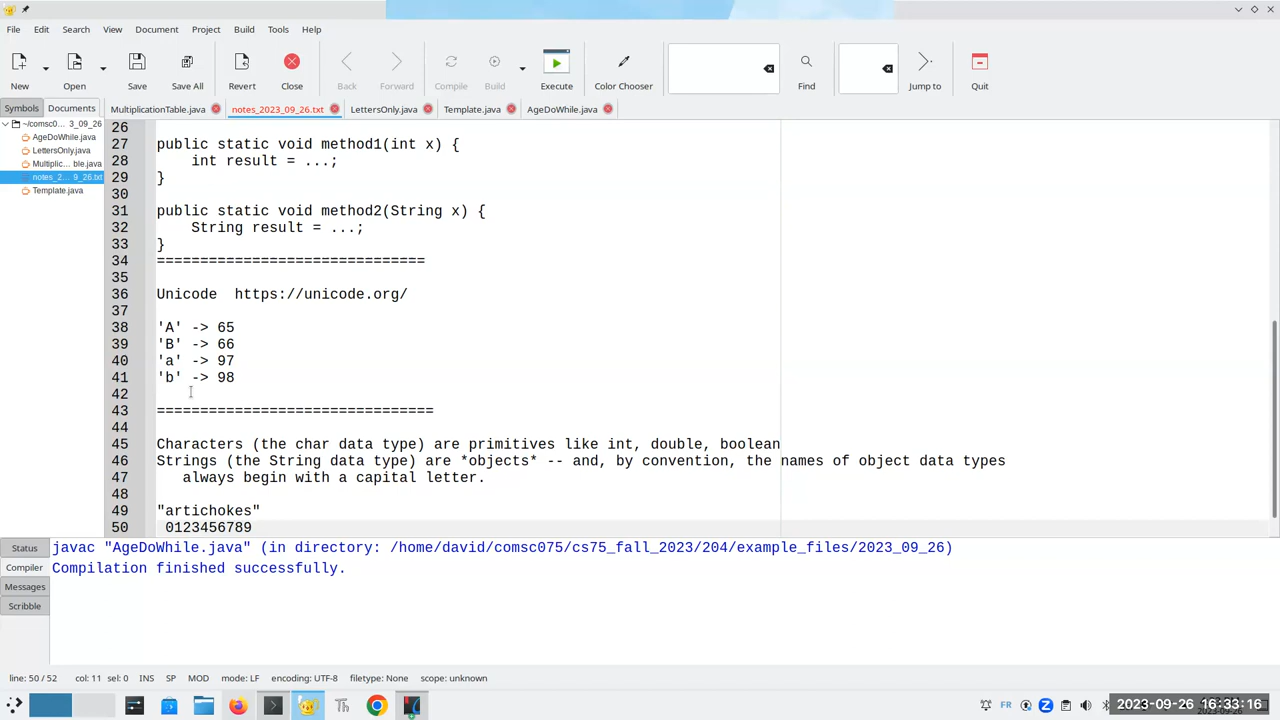 File Edit Search View Document Project Build Tools Help
New Open Save Save All Revert Close Back Forward Compile Build Execute Color Chooser Find Jump to Quit
Symbols Documents MultiplicationTable.java notes_2023_09_26.txt LettersOnly.java Template.java AgeDoWhile.java
~/comsc0... 3_09_26
AgeDoWhile.java
LettersOnly.java
Multiplic... ble.java
notes_2... 9_26.txt
Template.java
26
27 public static void method1(int x) {
28 int result = ...;
29 }
30
31 public static void method2(String x) {
32 String result = ...;
33 }
34 ===============================
35
36 Unicode https://unicode.org/
37
38 'A' -> 65
39 'B' -> 66
40 'a' -> 97
41 'b' -> 98
42
43 ================================
44
45 Characters (the char data type) are primitives like int, double, boolean
46 Strings (the String data type) are *objects* -- and, by convention, the names of object data types
47 always begin with a capital letter.
48
49 "artichokes"
50 0123456789
Status
Compiler
Messages
Scribble
javac "AgeDoWhile.java" (in directory: /home/david/comsc075/cs75_fall_2023/204/example_files/2023_09_26)
Compilation finished successfully.
line: 50 / 52 col: 11 sel: 0 INS SP MOD mode: LF encoding: UTF-8 filetype: None scope: unknown
FR 2023-09-26 16:33:16